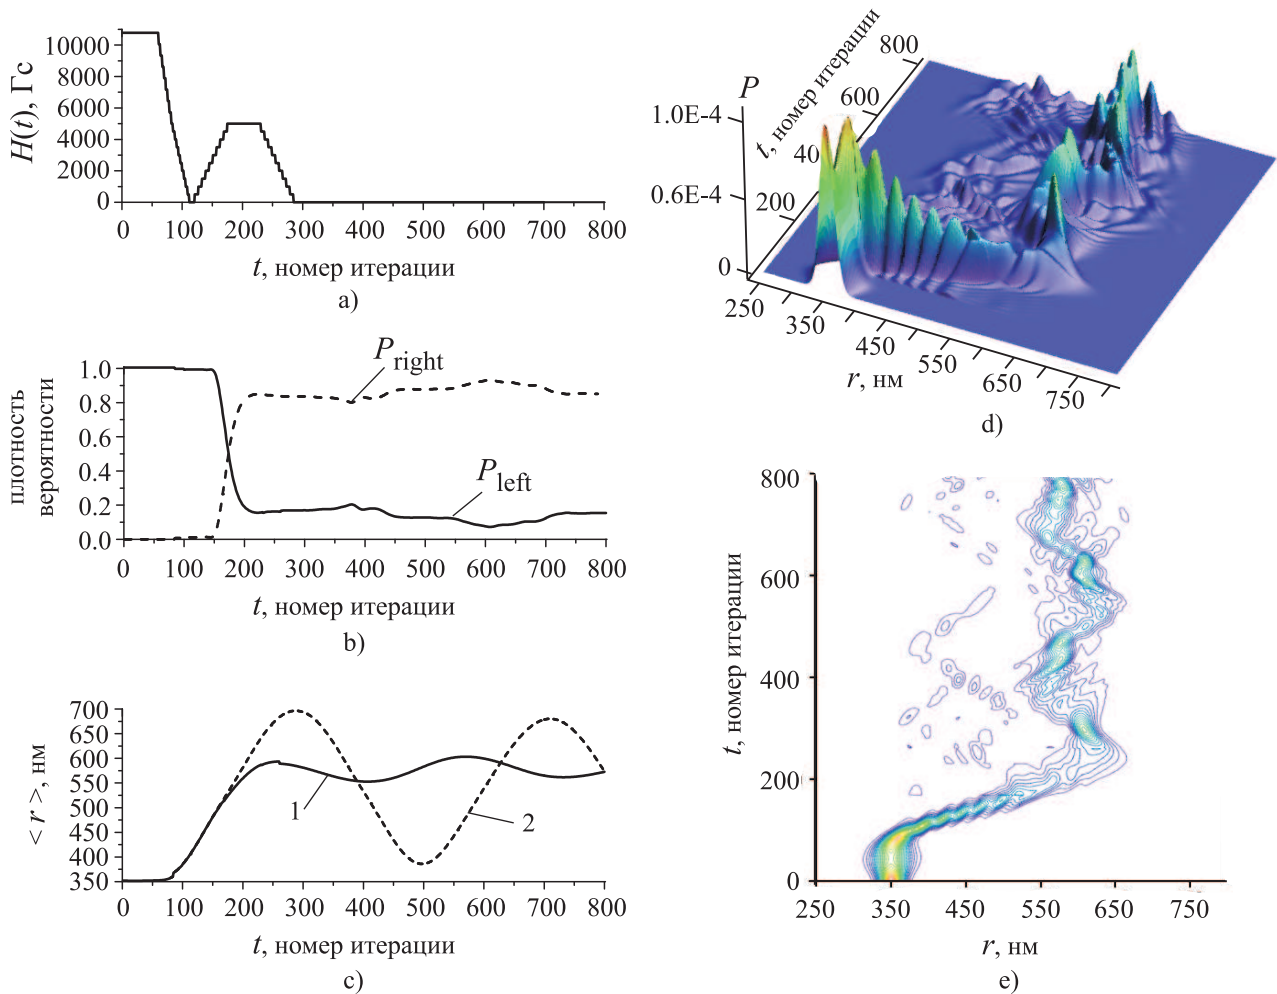 H(t), Гс
10000
8000
6000
4000
2000
0
0 100 200 300 400 500 600 700 800
t, номер итерации
a)
плотность
вероятности
1.0
0.8
0.6
0.4
0.2
0.0
P right
P left
0 100 200 300 400 500 600 700 800
t, номер итерации
b)
< r >, нм
700
650
600
550
500
450
400
350
1
2
0 100 200 300 400 500 600 700 800
t, номер итерации
c)
P
1.0E-4
0.6E-4
0
t, номер итерации
800
600
40
200
250 350 450 550 650 750
r, нм
d)
t, номер итерации
800
600
400
200
0
250 350 450 550 650 750
r, нм
e)